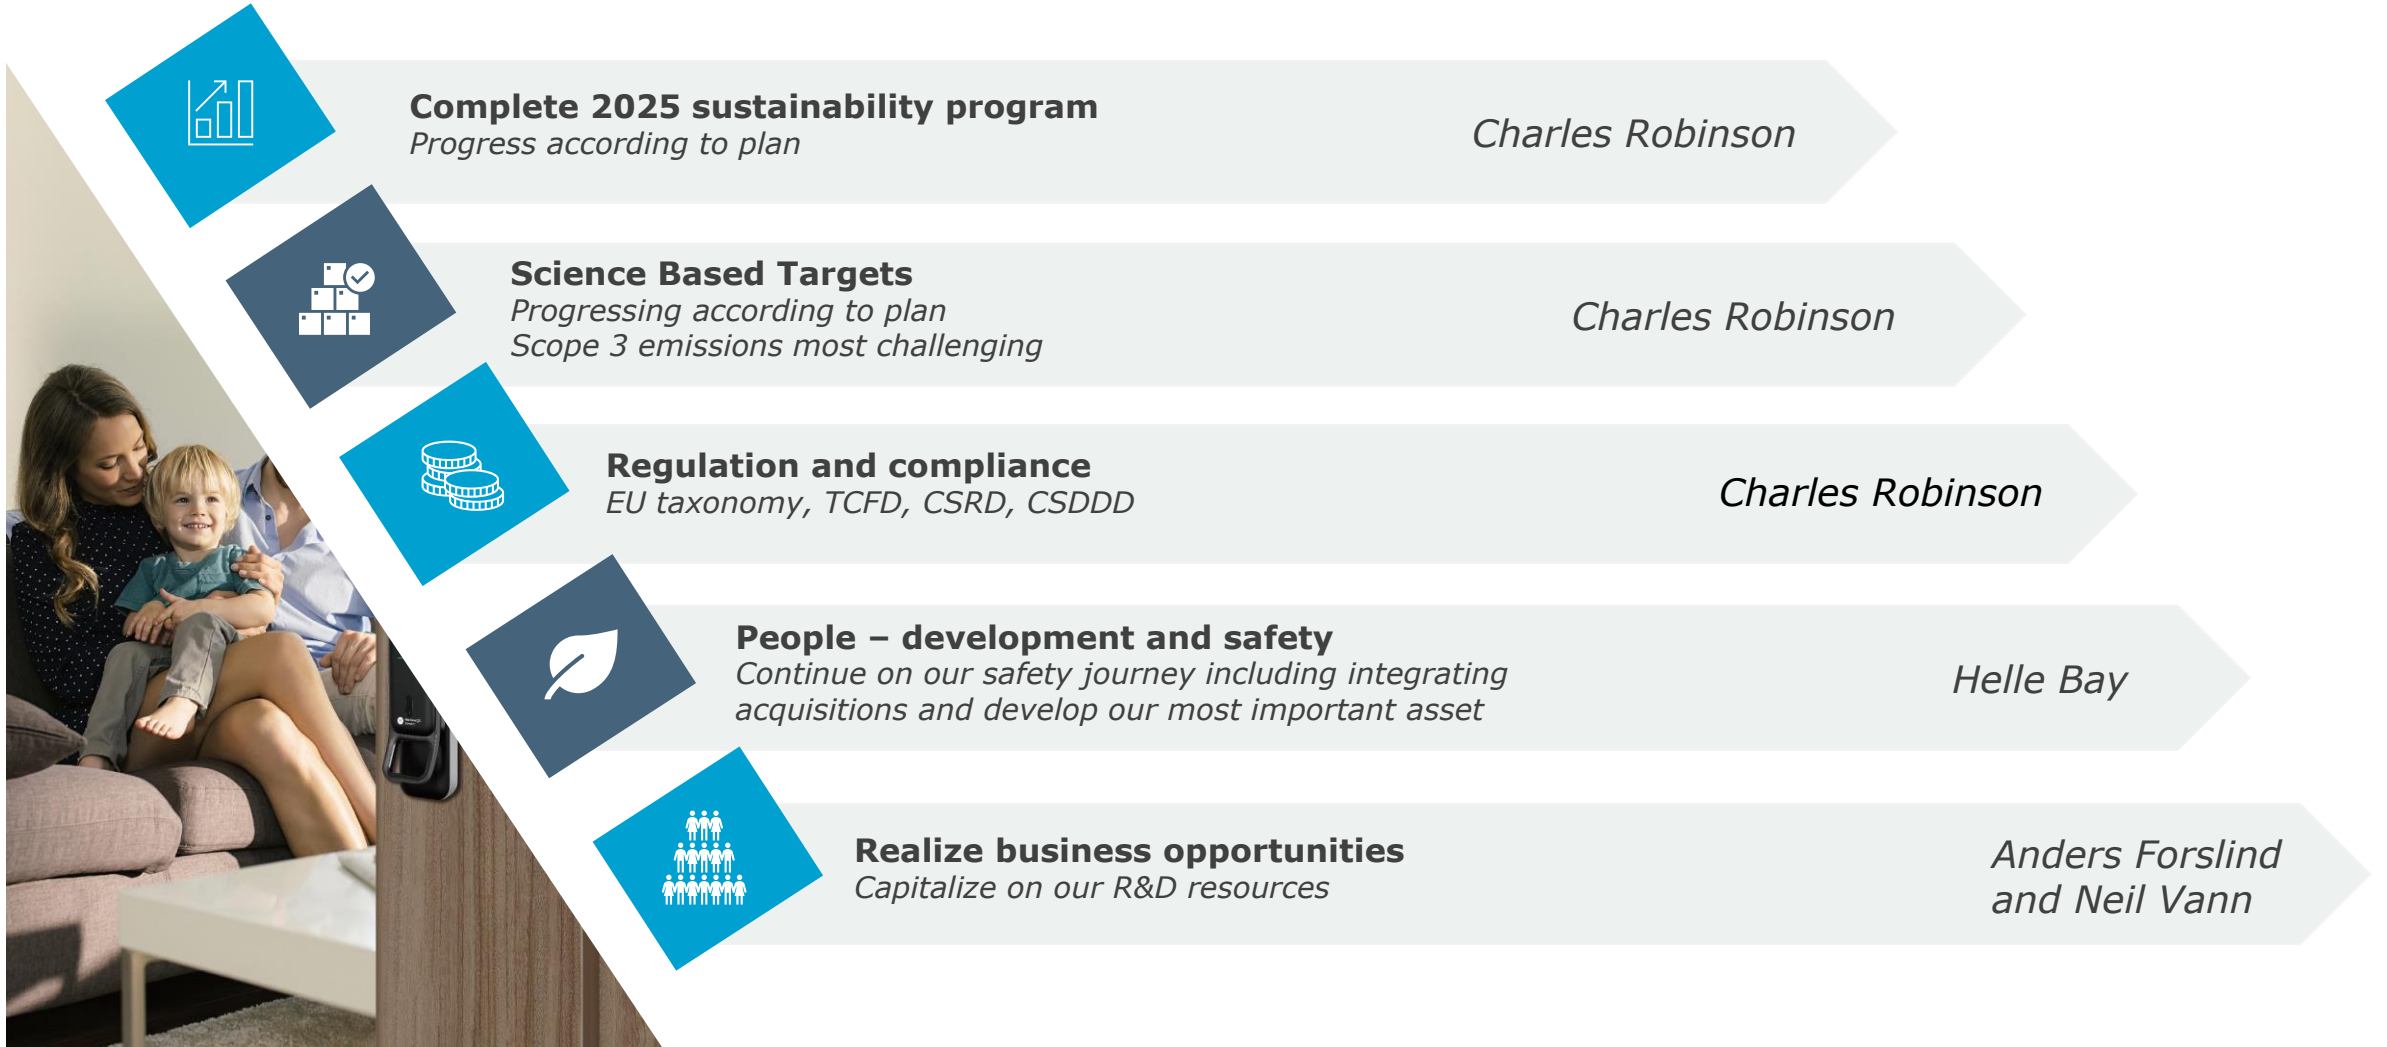 Complete 2025 sustainability program
Progress according to plan
Charles Robinson
Science Based Targets
Progressing according to plan
Scope 3 emissions most challenging
Charles Robinson
Regulation and compliance
EU taxonomy, TCFD, CSRD, CSDDD
Charles Robinson
People – development and safety
Continue on our safety journey including integrating
acquisitions and develop our most important asset
Helle Bay
Realize business opportunities
Capitalize on our R&D resources
Anders Forslind
and Neil Vann